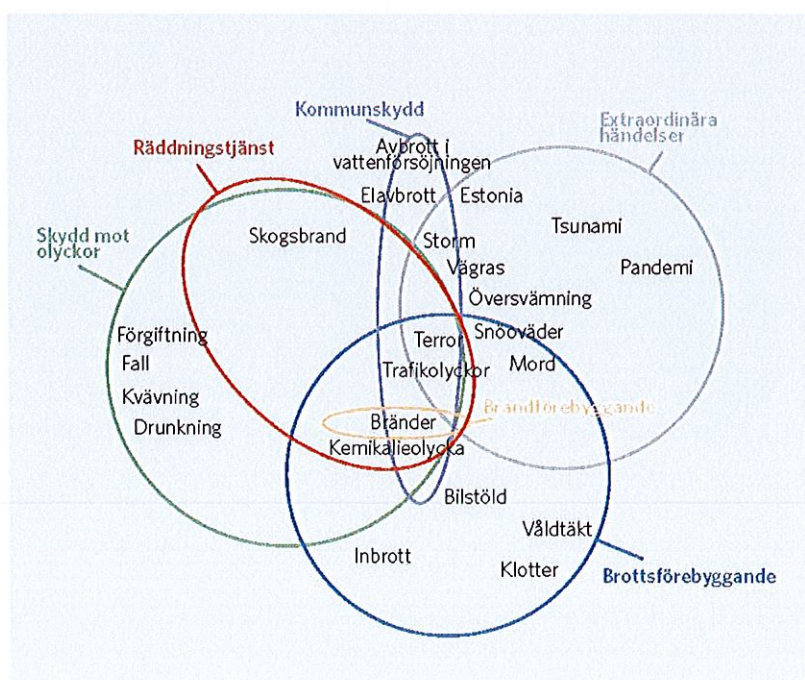 Kommunskydd
Extraordinära
händelser
Räddningstjänst
Avbrott i
vattenförsöjningen
Elavbrott
Estonia
Tsunami
Skydd mot
olyckor
Skogsbrand
Storm
Vägras
Pandemi
Översvämning
Förgiftning
Terror
Snöoväder
Fall
Trafikolyckor
Mord
Kvävning
Brandförebyggande
Drunkning
Bränder
Kemikalieolycka
Bilstöld
Våldtäkt
Inbrott
Klotter
Brottsförebyggande